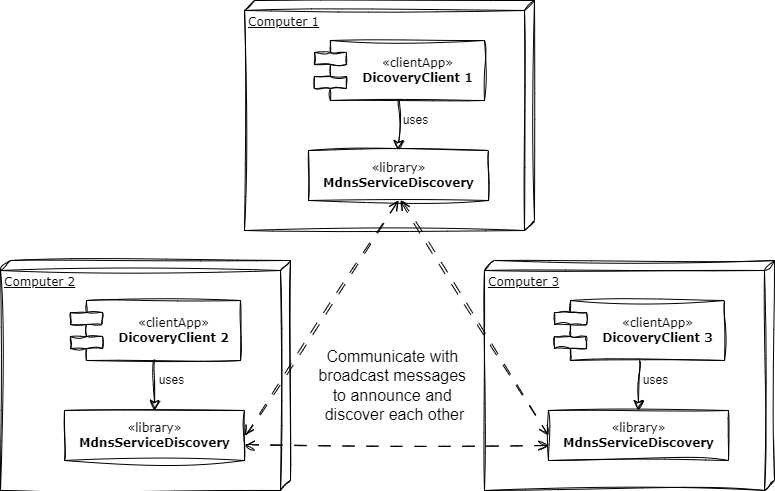 Computer 1
«clientApp»
DicoveryClient 1
uses
«library»
MdnsServiceDiscovery
Computer 2
«clientApp»
DicoveryClient 2
uses
«library»
MdnsServiceDiscovery
Communicate with
broadcast messages
to announce and
discover each other
Computer 3
«clientApp»
DicoveryClient 3
uses
«library»
MdnsServiceDiscovery